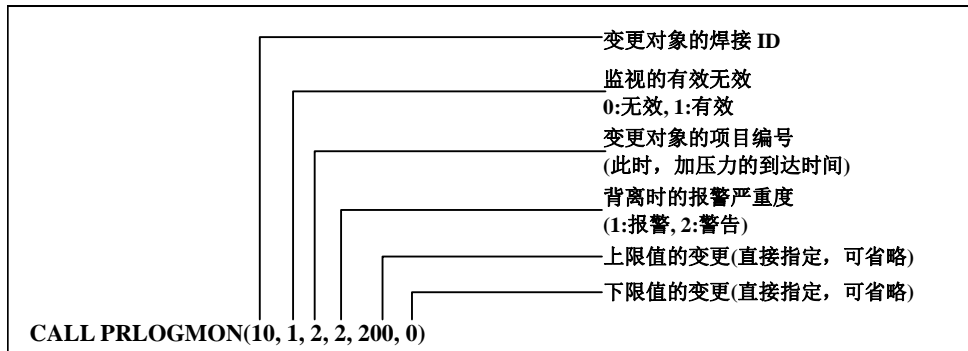 变更对象的焊接 ID
监视的有效无效
0:无效, 1:有效
变更对象的项目编号
(此时，加压力的到达时间)
背离时的报警严重度
(1:报警, 2:警告)
上限值的变更(直接指定，可省略)
下限值的变更(直接指定，可省略)
CALL PRLOGMON(10, 1, 2, 2, 200, 0)